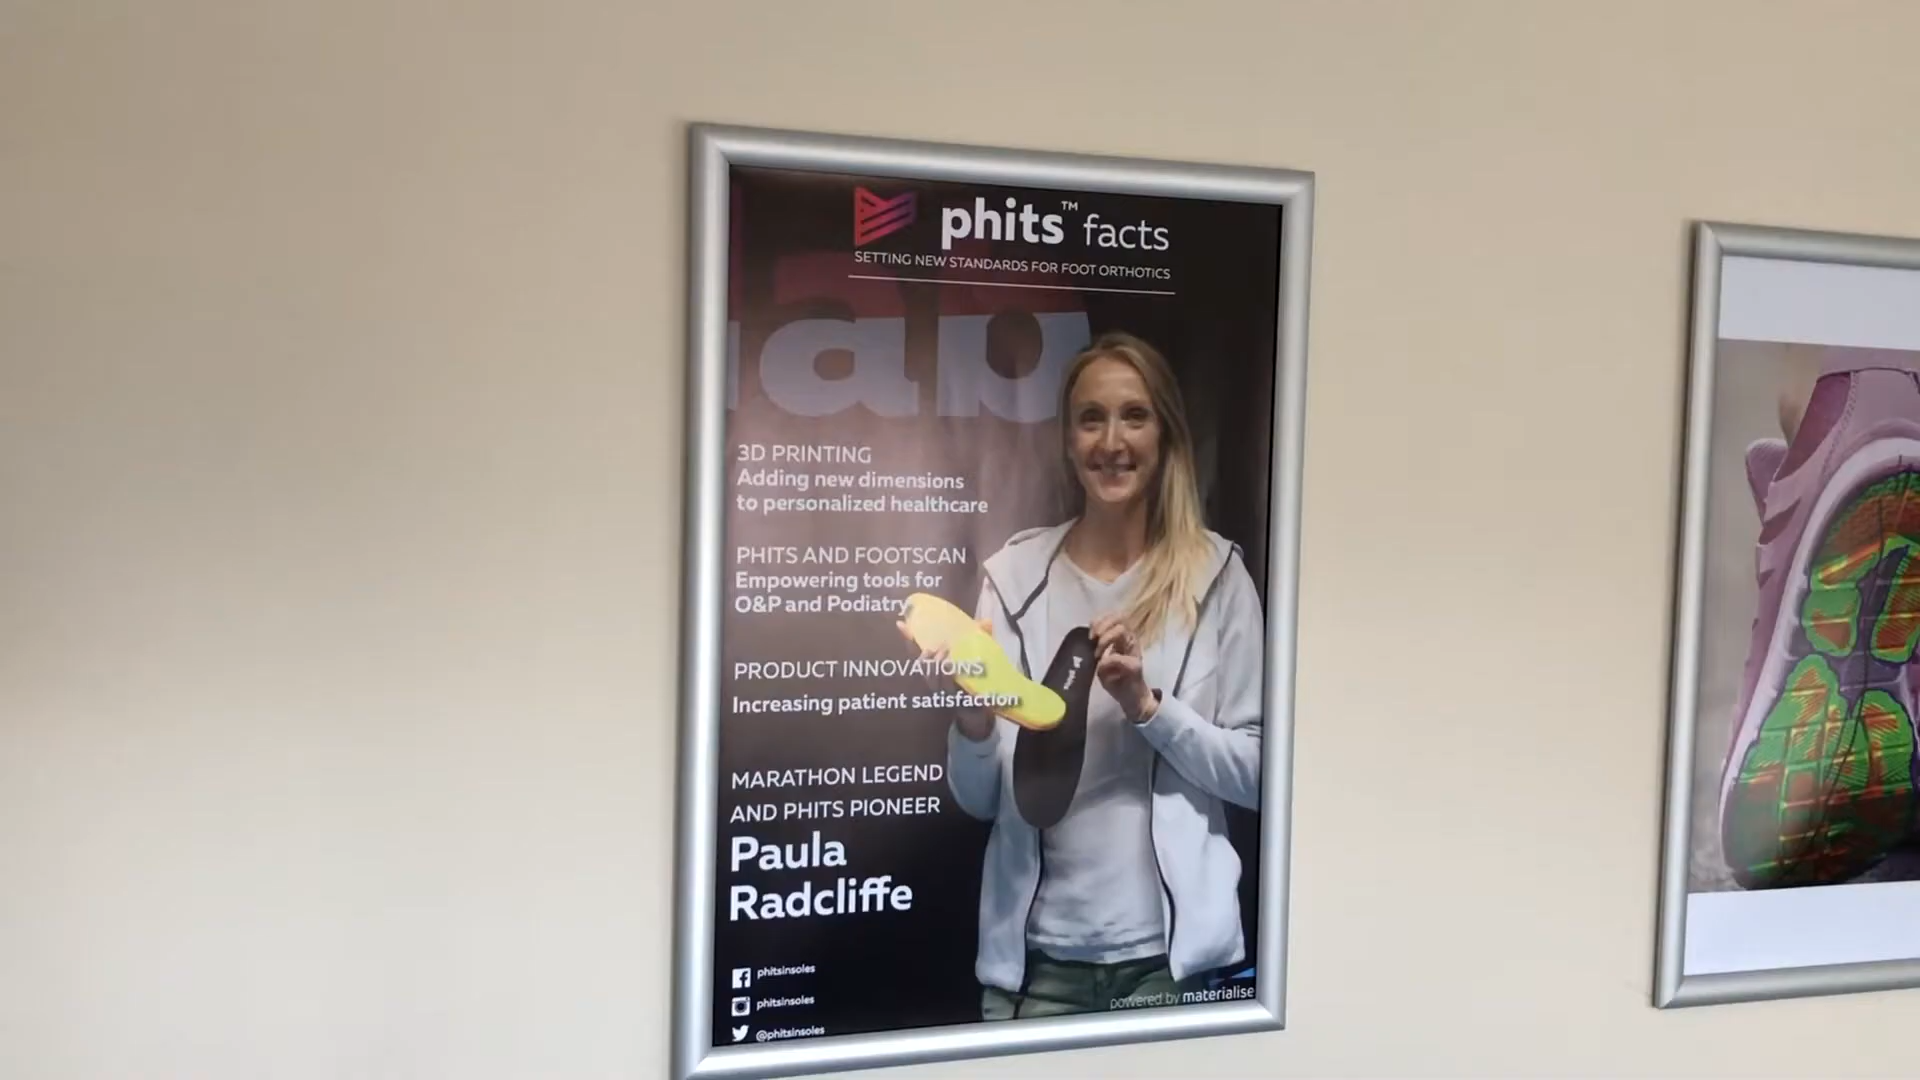 phits™ facts
SETTING NEW STANDARDS FOR FOOT ORTHOTICS
ab
3D PRINTING
Adding new dimensions
to personalized healthcare
PHITS AND FOOTSCAN
Empowering tools for
O&P and Podiatry
PRODUCT INNOVATIONS
Increasing patient satisfaction
phits
MARATHON LEGEND
AND PHITS PIONEER
Paula
Radcliffe
phitsinsoles
phitsinsoles
@phitsinsoles
powered by materialise